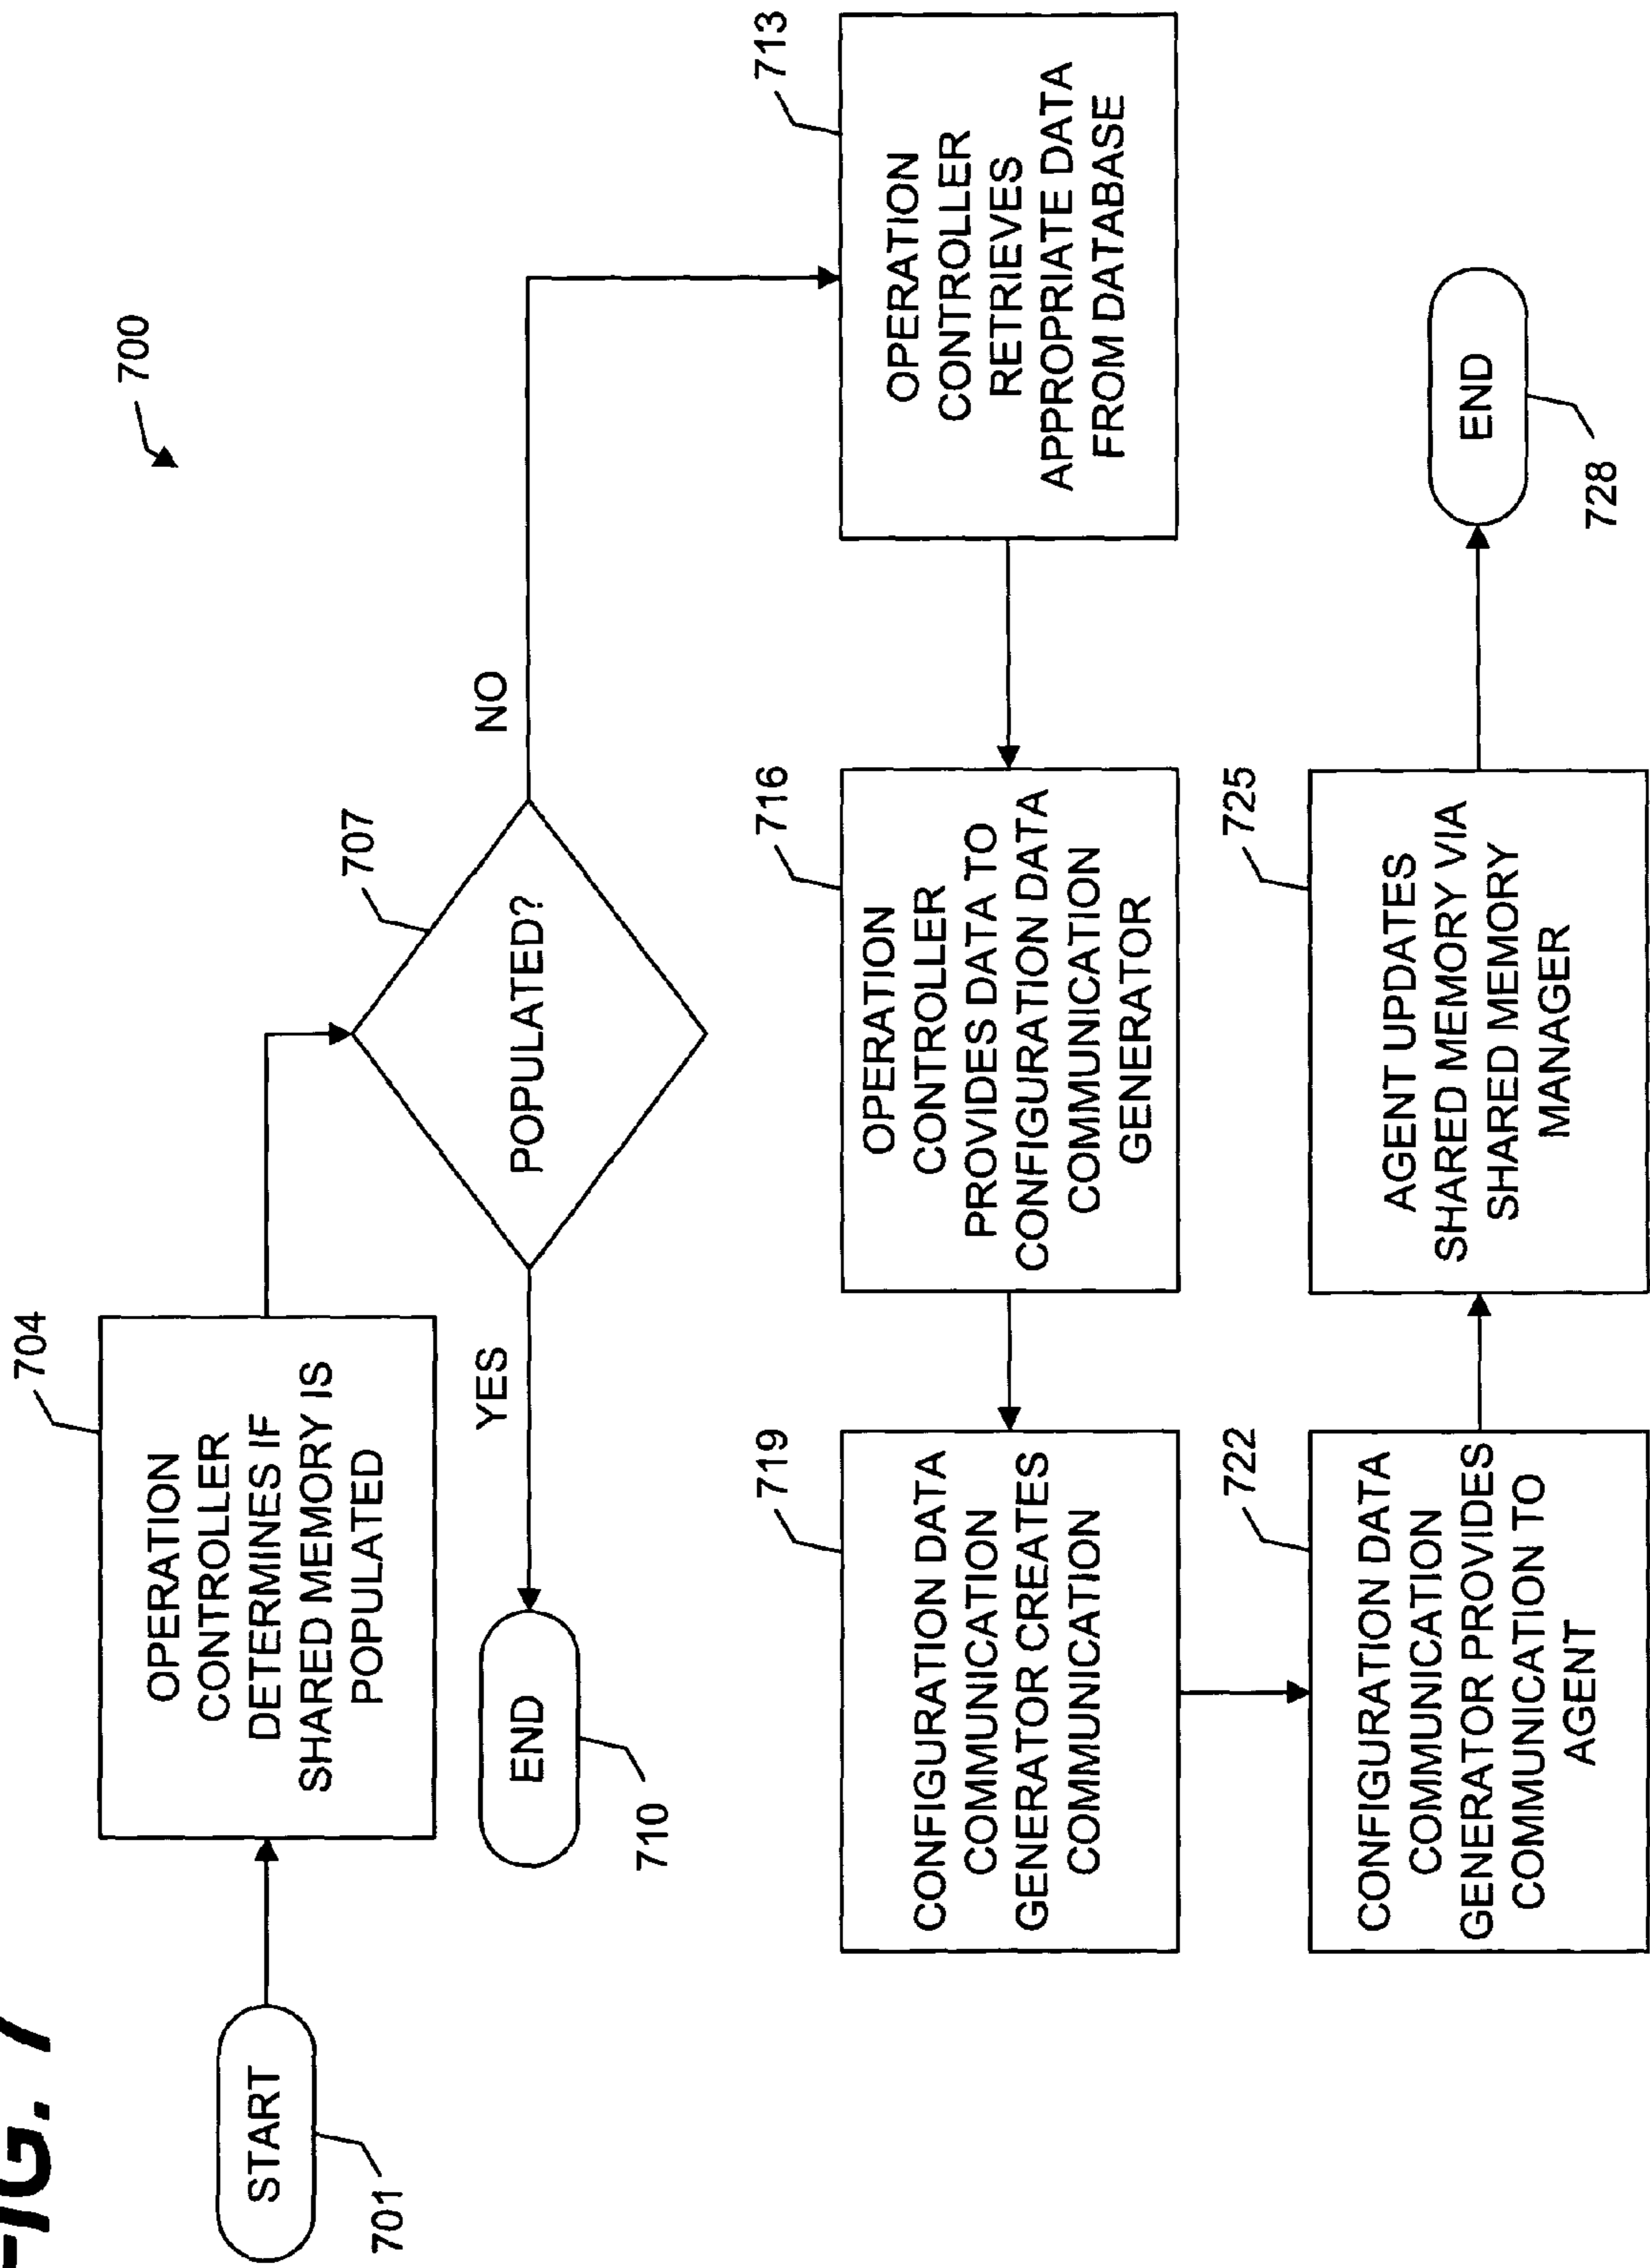 FIG. 7
700
START
701
704
OPERATION
CONTROLLER
DETERMINES IF
SHARED MEMORY IS
POPULATED
707
POPULATED?
YES
NO
END
710
713
OPERATION
CONTROLLER
RETRIEVES
APPROPRIATE DATA
FROM DATABASE
716
OPERATION
CONTROLLER
PROVIDES DATA TO
CONFIGURATION DATA
COMMUNICATION
GENERATOR
719
CONFIGURATION DATA
COMMUNICATION
GENERATOR CREATES
COMMUNICATION
722
CONFIGURATION DATA
COMMUNICATION
GENERATOR PROVIDES
COMMUNICATION TO
AGENT
725
AGENT UPDATES
SHARED MEMORY VIA
SHARED MEMORY
MANAGER
END
728